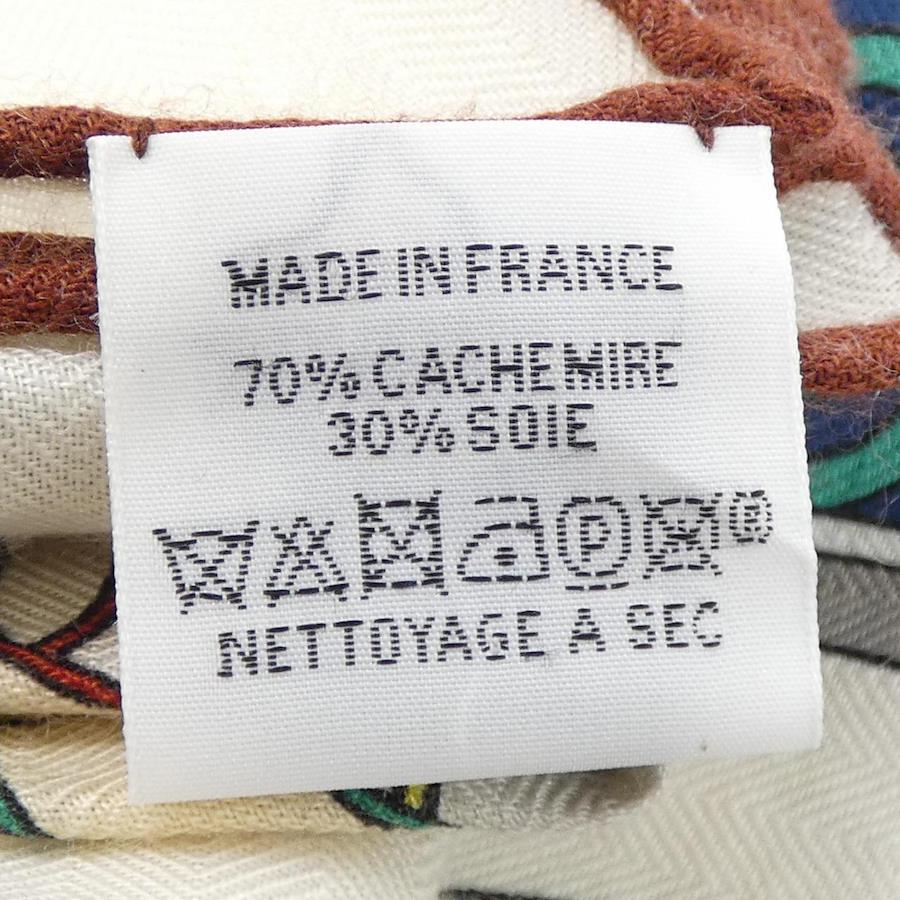 MADE IN FRANCE
70% CACHEMIRE
30% SOIE
P ®
NETTOYAGE A SEC